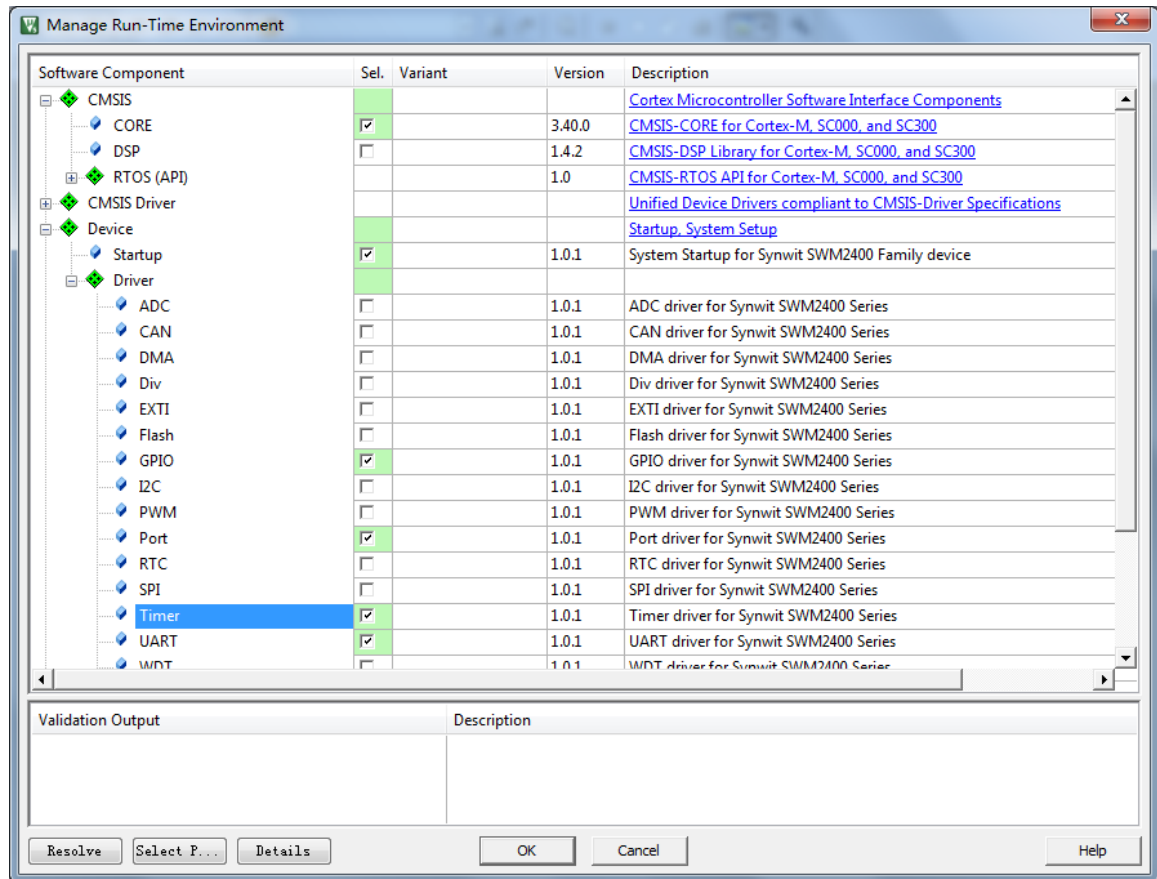 Manage Run-Time Environment
Software Component Sel. Variant Version Description
CMSIS Cortex Microcontroller Software Interface Components
CORE 3.40.0 CMSIS-CORE for Cortex-M, SC000, and SC300
DSP 1.4.2 CMSIS-DSP Library for Cortex-M, SC000, and SC300
RTOS (API) 1.0 CMSIS-RTOS API for Cortex-M, SC000, and SC300
CMSIS Driver Unified Device Drivers compliant to CMSIS-Driver Specifications
Device Startup, System Setup
Startup 1.0.1 System Startup for Synwit SWM2400 Family device
Driver
ADC 1.0.1 ADC driver for Synwit SWM2400 Series
CAN 1.0.1 CAN driver for Synwit SWM2400 Series
DMA 1.0.1 DMA driver for Synwit SWM2400 Series
Div 1.0.1 Div driver for Synwit SWM2400 Series
EXTI 1.0.1 EXTI driver for Synwit SWM2400 Series
Flash 1.0.1 Flash driver for Synwit SWM2400 Series
GPIO 1.0.1 GPIO driver for Synwit SWM2400 Series
I2C 1.0.1 I2C driver for Synwit SWM2400 Series
PWM 1.0.1 PWM driver for Synwit SWM2400 Series
Port 1.0.1 Port driver for Synwit SWM2400 Series
RTC 1.0.1 RTC driver for Synwit SWM2400 Series
SPI 1.0.1 SPI driver for Synwit SWM2400 Series
Timer 1.0.1 Timer driver for Synwit SWM2400 Series
UART 1.0.1 UART driver for Synwit SWM2400 Series
WDT 1.0.1 WDT driver for Synwit SWM2400 Series
Validation Output Description
Resolve Select P... Details OK Cancel Help